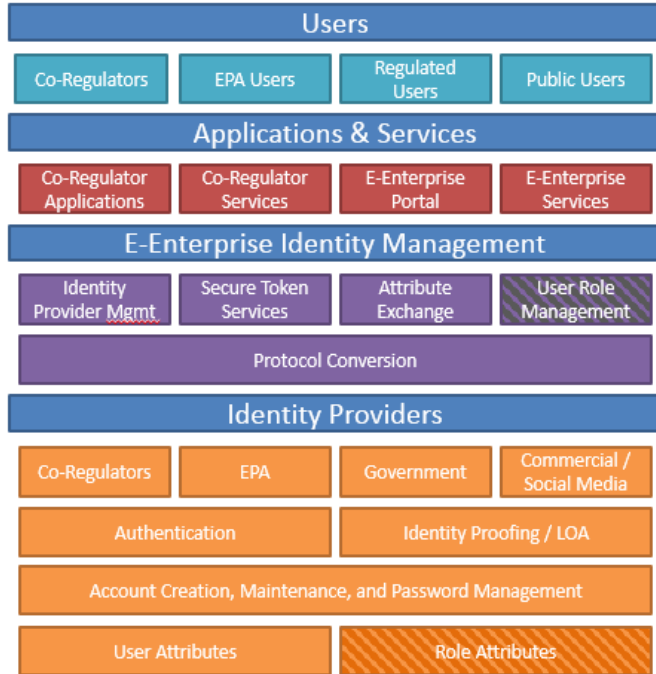 Users
Co-Regulators
EPA Users
Regulated
Users
Public Users
Applications & Services
Co-Regulator
Applications
Co-Regulator
Services
E-Enterprise
Portal
E-Enterprise
Services
E-Enterprise Identity Management
Identity
Provider Mgmt
Secure Token
Services
Attribute
Exchange
User Role
Management
Protocol Conversion
Identity Providers
Co-Regulators
EPA
Government
Commercial /
Social Media
Authentication
Identity Proofing / LOA
Account Creation, Maintenance, and Password Management
User Attributes
Role Attributes